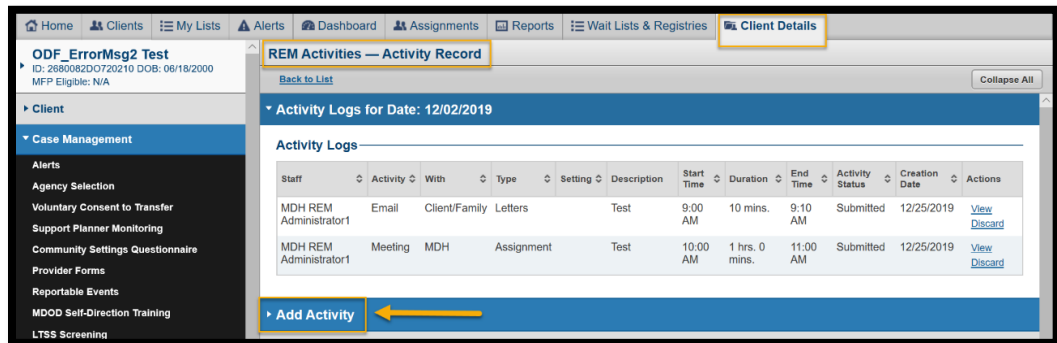 Home Clients My Lists Alerts Dashboard Assignments Reports Wait Lists & Registries Client Details
ODF_ErrorMsg2 Test
ID: 2680082DO720210 DOB: 06/18/2000
MFP Eligible: N/A
Client
Case Management
Alerts
Agency Selection
Voluntary Consent to Transfer
Support Planner Monitoring
Community Settings Questionnaire
Provider Forms
Reportable Events
MDOD Self-Direction Training
LTSS Screening
REM Activities — Activity Record
Back to List Collapse All
Activity Logs for Date: 12/02/2019
Activity Logs
Staff Activity With Type Setting Description Start Time Duration End Time Activity Status Creation Date Actions
MDH REM Administrator1 Email Client/Family Letters Test 9:00 AM 10 mins. 9:10 AM Submitted 12/25/2019 View Discard
MDH REM Administrator1 Meeting MDH Assignment Test 10:00 AM 1 hrs. 0 mins. 11:00 AM Submitted 12/25/2019 View Discard
Add Activity